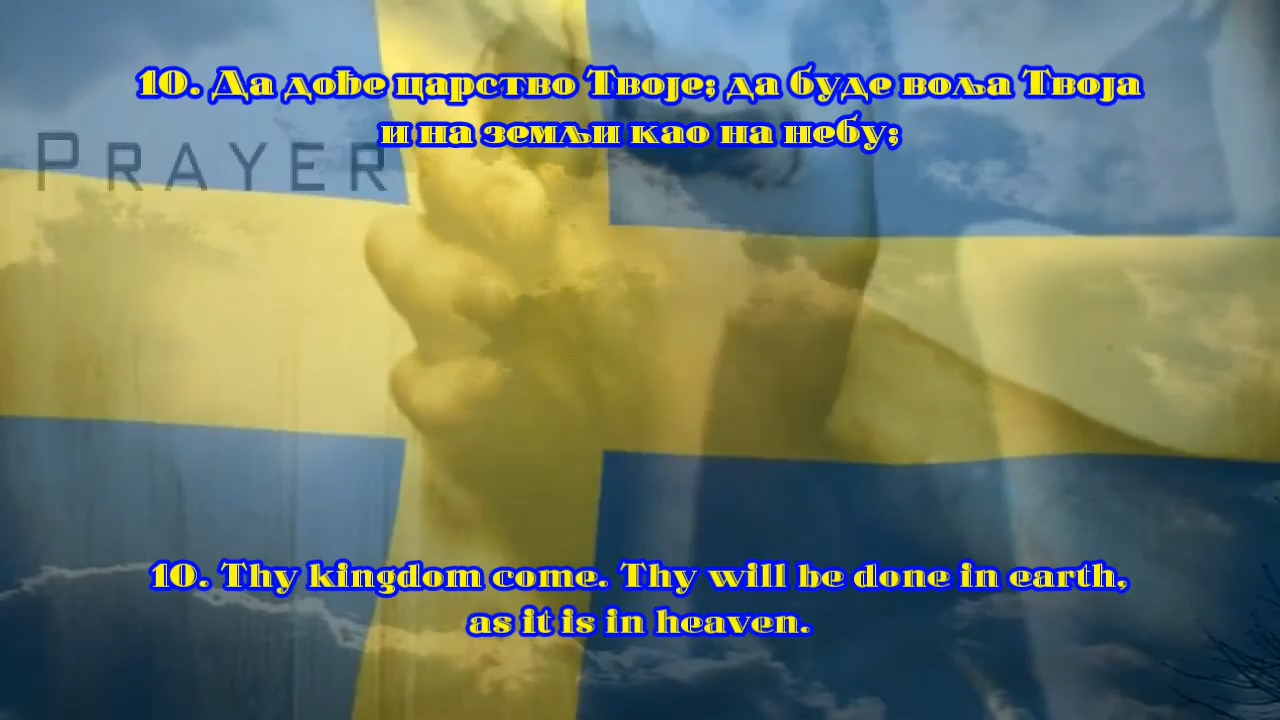 10. Да дође царство Твоје; да буде воља Твоја
и на земљи као на небу;
PRAYER
10. Thy kingdom come. Thy will be done in earth,
as it is in heaven.